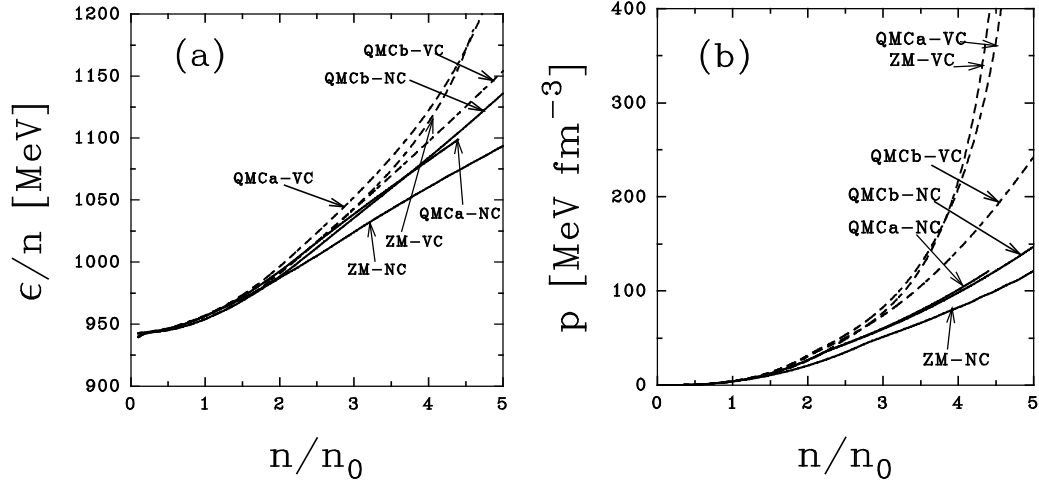 (a)
ϵ/n [MeV]
1200
1150
1100
1050
1000
950
900
QMCb-VC
QMCb-NC
QMCa-VC
QMCa-NC
ZM-VC
ZM-NC
0 1 2 3 4 5
n/n₀
(b)
p [MeV fm⁻³]
400
300
200
100
0
QMCa-VC
ZM-VC
QMCb-VC
QMCb-NC
QMCa-NC
ZM-NC
0 1 2 3 4 5
n/n₀